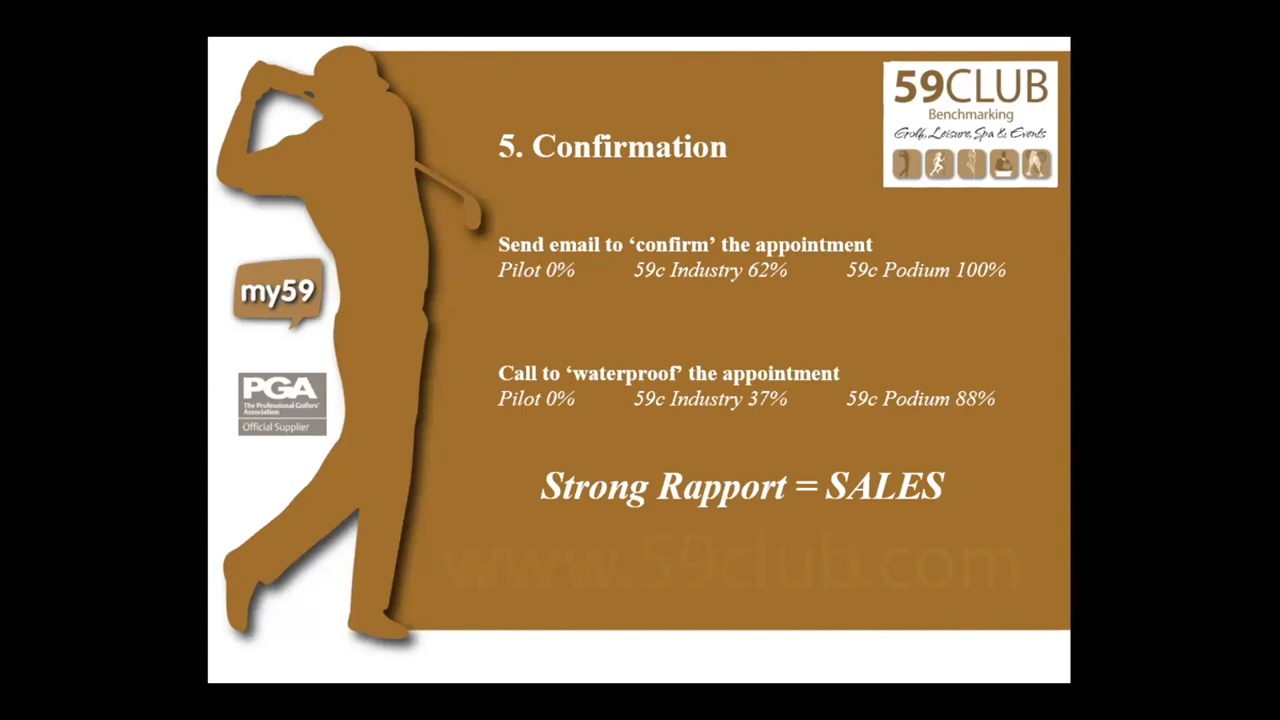 59CLUB
Benchmarking
Golf, Leisure, Spa & Events
5. Confirmation
Send email to ‘confirm’ the appointment
Pilot 0% 59c Industry 62% 59c Podium 100%
my59
Call to ‘waterproof’ the appointment
Pilot 0% 59c Industry 37% 59c Podium 88%
PGA
The Professional Golfers'
Association
Official Supplier
Strong Rapport = SALES
www.59club.com